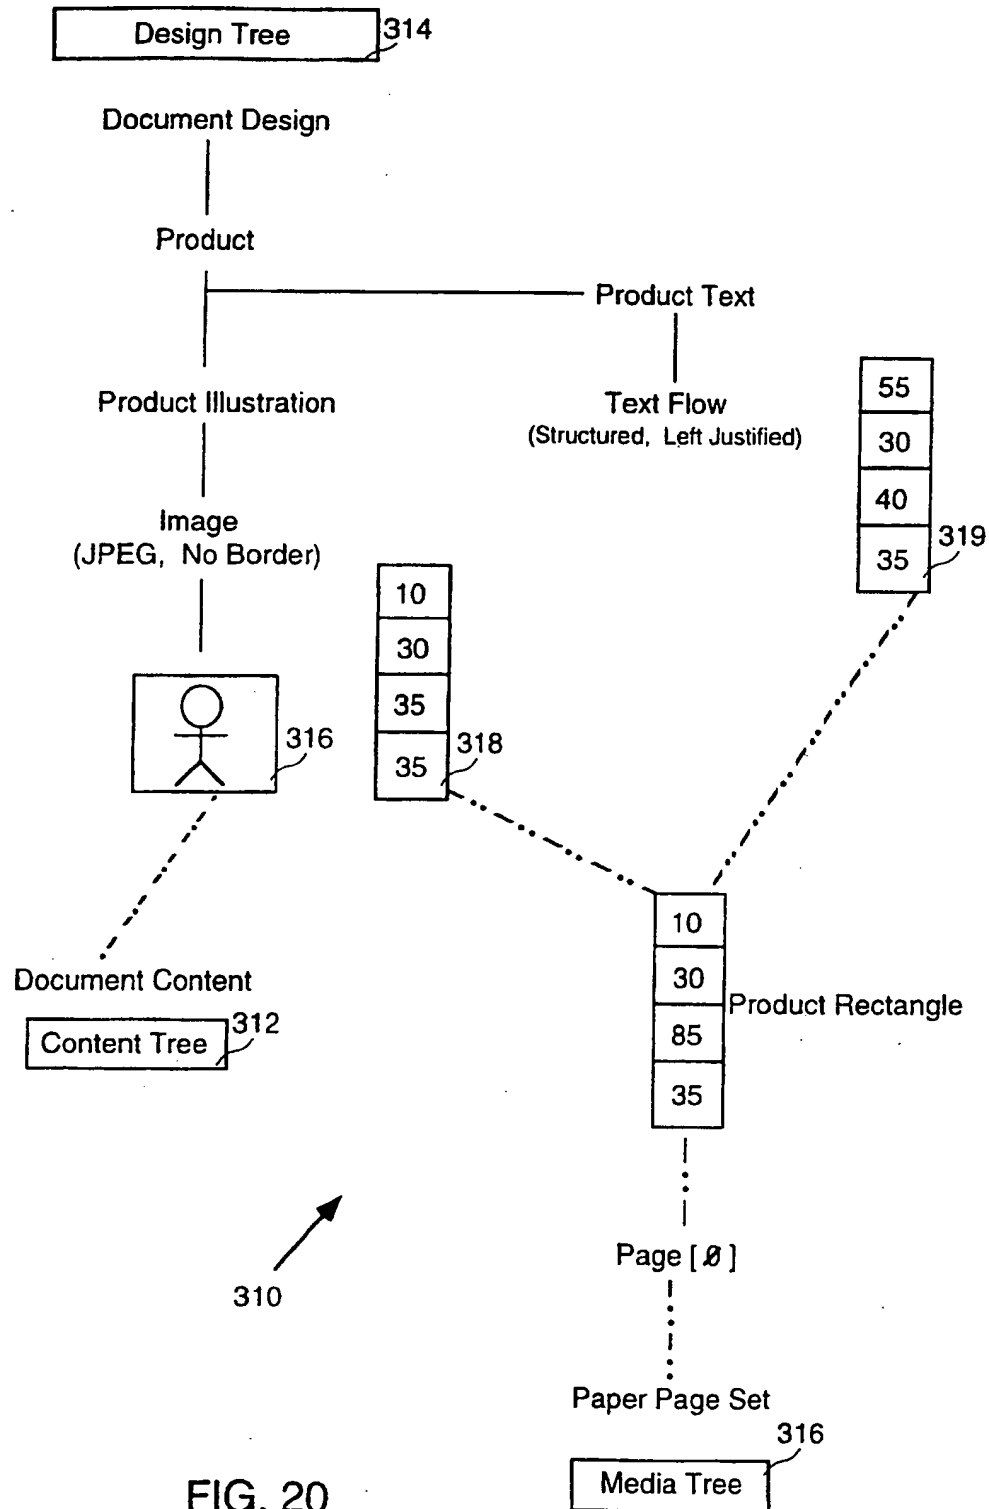 Design Tree
314
Document Design
Product
Product Text
Product Illustration
Text Flow
(Structured, Left Justified)
55
30
40
35
319
Image
(JPEG, No Border)
10
30
35
35
318
316
10
30
85
35
Product Rectangle
Document Content
312
Content Tree
310
Page [0]
Paper Page Set
316
Media Tree
FIG. 20